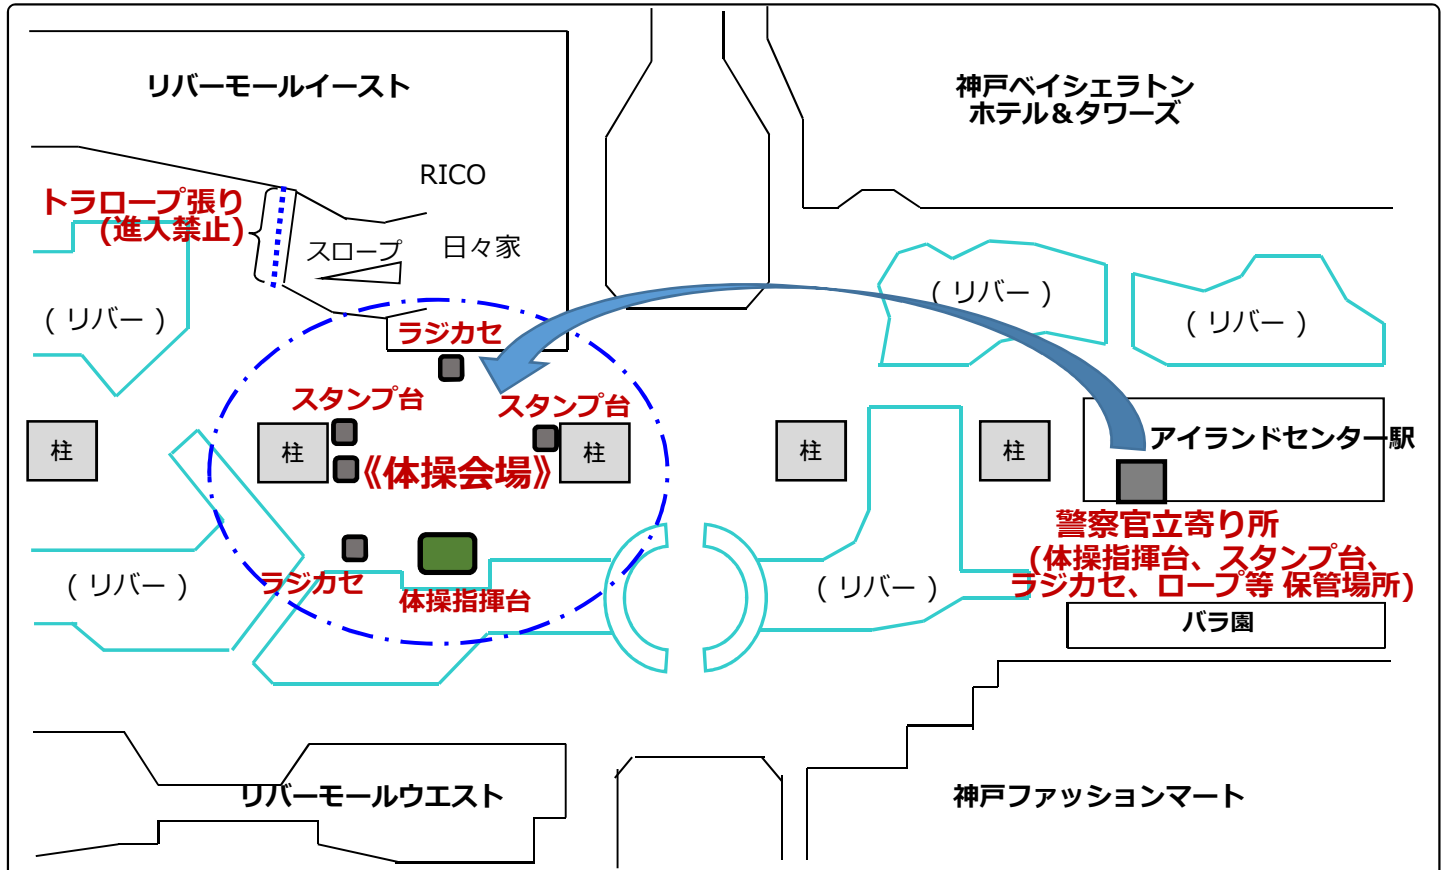 リバーモールイースト
神戸ベイシェラトン
ホテル＆タワーズ
RICO
トラロープ張り
(進入禁止)
スロープ
日々家
( リバー )
( リバー )
( リバー )
ラジカセ
スタンプ台
スタンプ台
柱
柱
《体操会場》
柱
柱
柱
アイランドセンター駅
警察官立寄り所
(体操指揮台、スタンプ台、
ラジカセ、ロープ等 保管場所)
( リバー )
ラジカセ
体操指揮台
( リバー )
バラ園
リバーモールウエスト
神戸ファッションマート